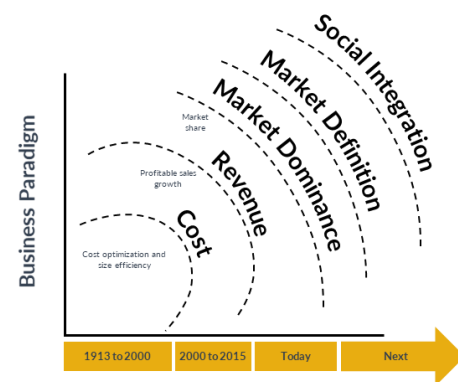 Social Integration
Market Definition
Market Dominance
Market
share
Revenue
Profitable sales
growth
Cost
Cost optimization and
size efficiency
Business Paradigm
1913 to 2000
2000 to 2015
Today
Next